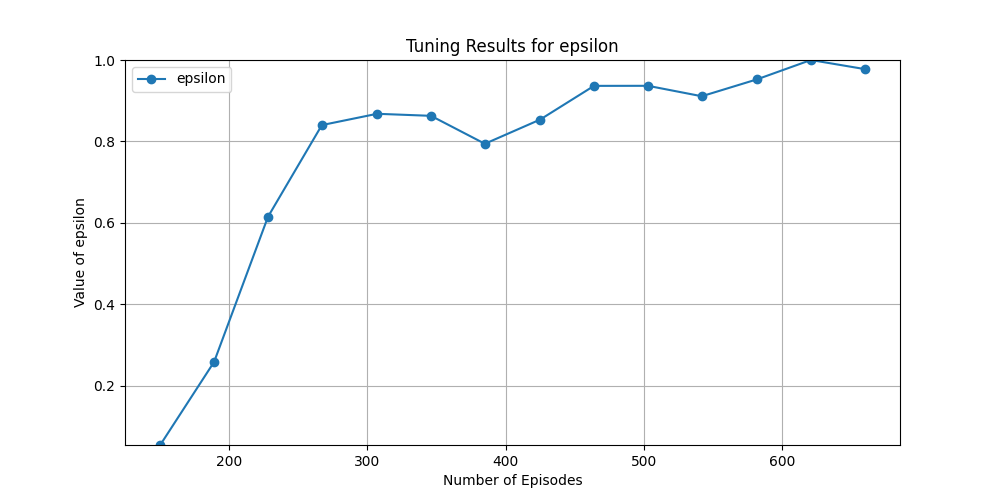 Tuning Results for epsilon
epsilon
1.0
0.8
0.6
0.4
0.2
Value of epsilon
200 300 400 500 600
Number of Episodes